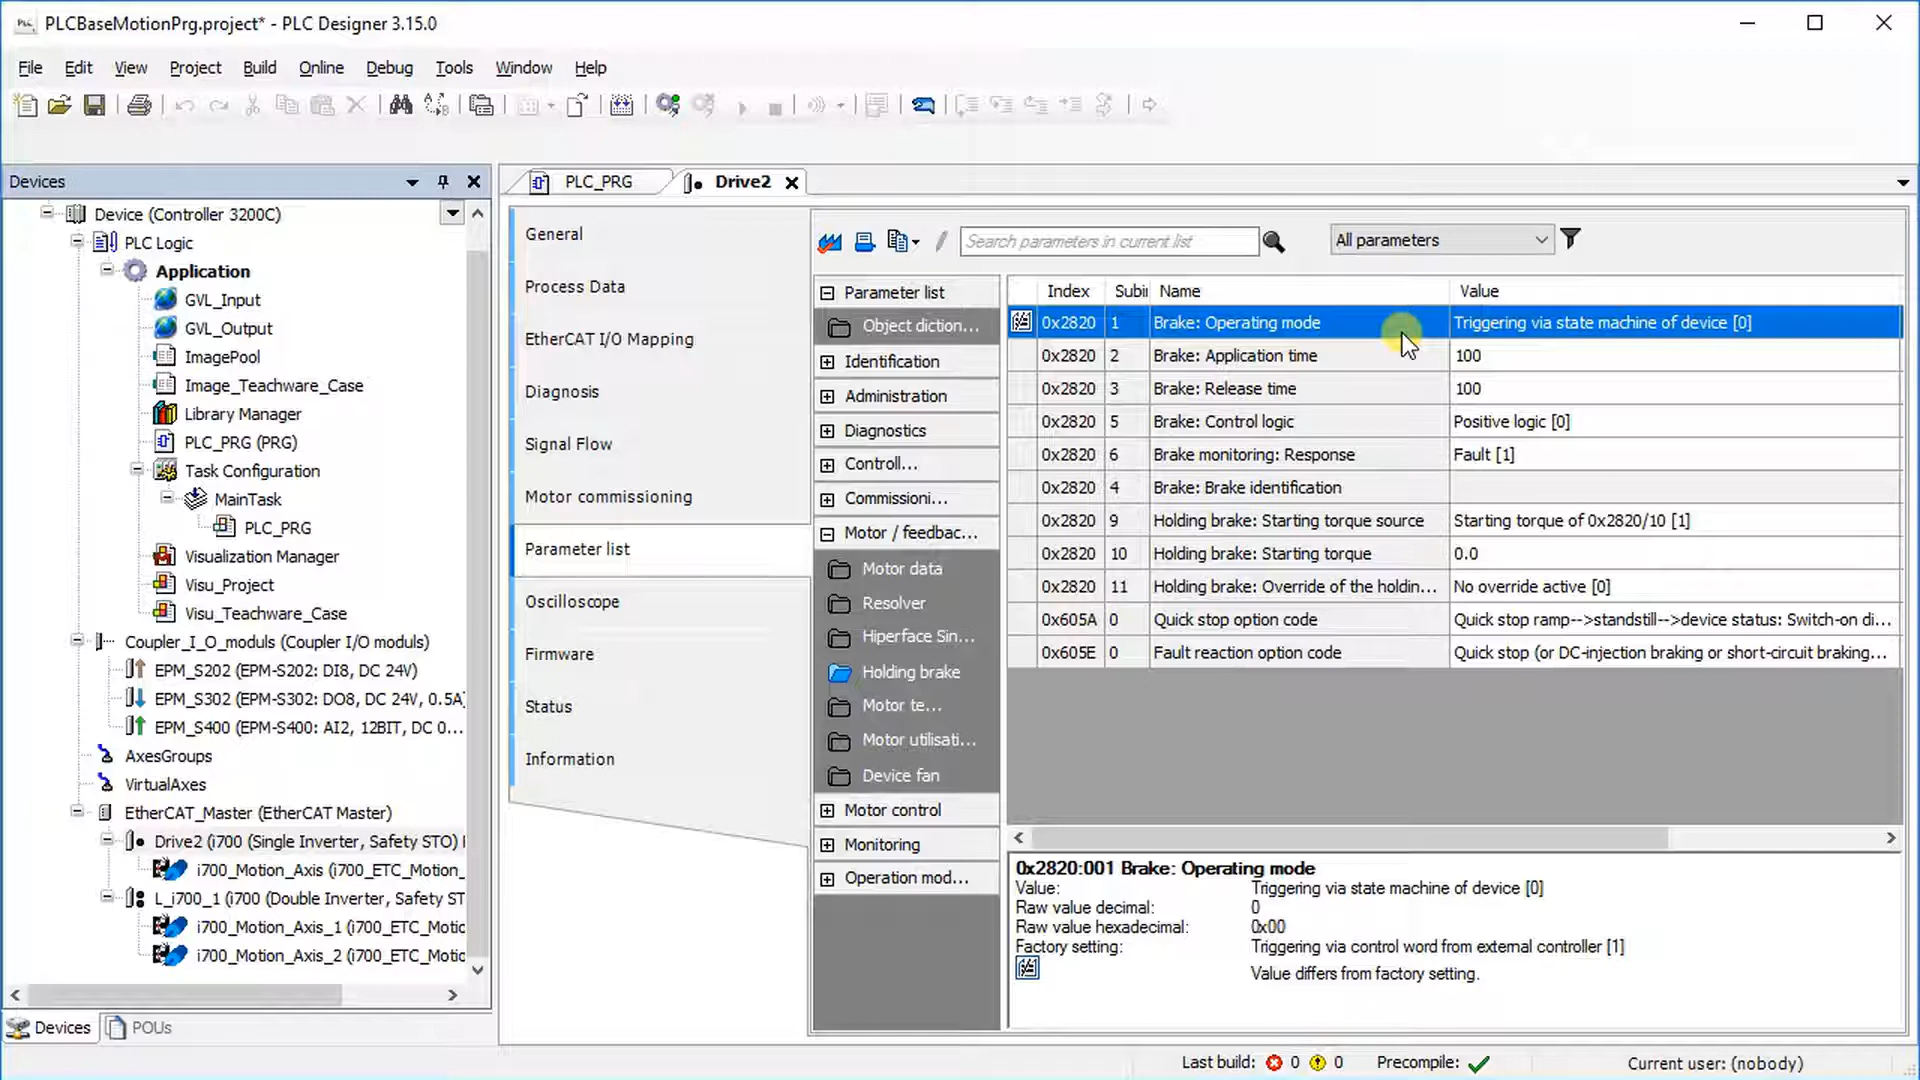 PLCBaseMotionPrg.project* - PLC Designer 3.15.0
File Edit View Project Build Online Debug Tools Window Help
Devices
Device (Controller 3200C)
PLC Logic
Application
GVL_Input
GVL_Output
ImagePool
Image_Teachware_Case
Library Manager
PLC_PRG (PRG)
Task Configuration
MainTask
PLC_PRG
Visualization Manager
Visu_Project
Visu_Teachware_Case
Coupler_I_O_moduls (Coupler I/O moduls)
EPM_S202 (EPM-S202: DI8, DC 24V)
EPM_S302 (EPM-S302: DO8, DC 24V, 0.5A
EPM_S400 (EPM-S400: AI2, 12BIT, DC 0...
AxesGroups
VirtualAxes
EtherCAT_Master (EtherCAT Master)
Drive2 (i700 (Single Inverter, Safety STO)
i700_Motion_Axis (i700_ETC_Motion_
L_i700_1 (i700 (Double Inverter, Safety ST
i700_Motion_Axis_1 (i700_ETC_Motic
i700_Motion_Axis_2 (i700_ETC_Motic
Devices POUs
PLC_PRG Drive2
General
Process Data
EtherCAT I/O Mapping
Diagnosis
Signal Flow
Motor commissioning
Parameter list
Oscilloscope
Firmware
Status
Information
Search parameters in current list
All parameters
Parameter list
Object diction...
Identification
Administration
Diagnostics
Controll...
Commissioni...
Motor / feedbac...
Motor data
Resolver
Hiperface Sin...
Holding brake
Motor te...
Motor utilisati...
Device fan
Motor control
Monitoring
Operation mod...
Index Subir Name Value
0x2820 1 Brake: Operating mode Triggering via state machine of device [0]
0x2820 2 Brake: Application time 100
0x2820 3 Brake: Release time 100
0x2820 5 Brake: Control logic Positive logic [0]
0x2820 6 Brake monitoring: Response Fault [1]
0x2820 4 Brake: Brake identification
0x2820 9 Holding brake: Starting torque source Starting torque of 0x2820/10 [1]
0x2820 10 Holding brake: Starting torque 0.0
0x2820 11 Holding brake: Override of the holdin... No override active [0]
0x605A 0 Quick stop option code Quick stop ramp-->standstill-->device status: Switch-on di...
0x605E 0 Fault reaction option code Quick stop (or DC-injection braking or short-circuit braking...
0x2820:001 Brake: Operating mode
Value: Triggering via state machine of device [0]
Raw value decimal: 0
Raw value hexadecimal: 0x00
Factory setting: Triggering via control word from external controller [1]
Value differs from factory setting.
Last build: 0 0 Precompile: Current user: (nobody)